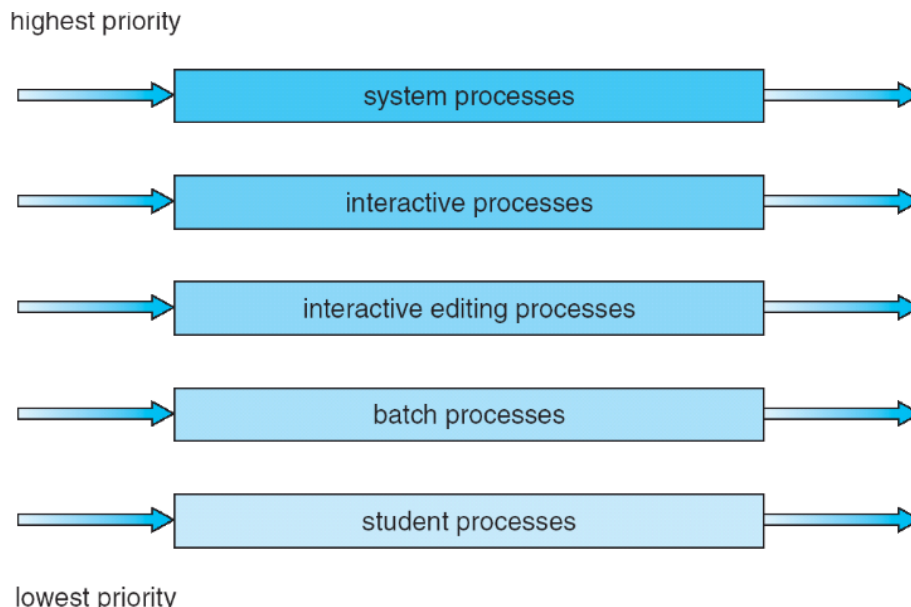 highest priority
system processes
interactive processes
interactive editing processes
batch processes
student processes
lowest priority